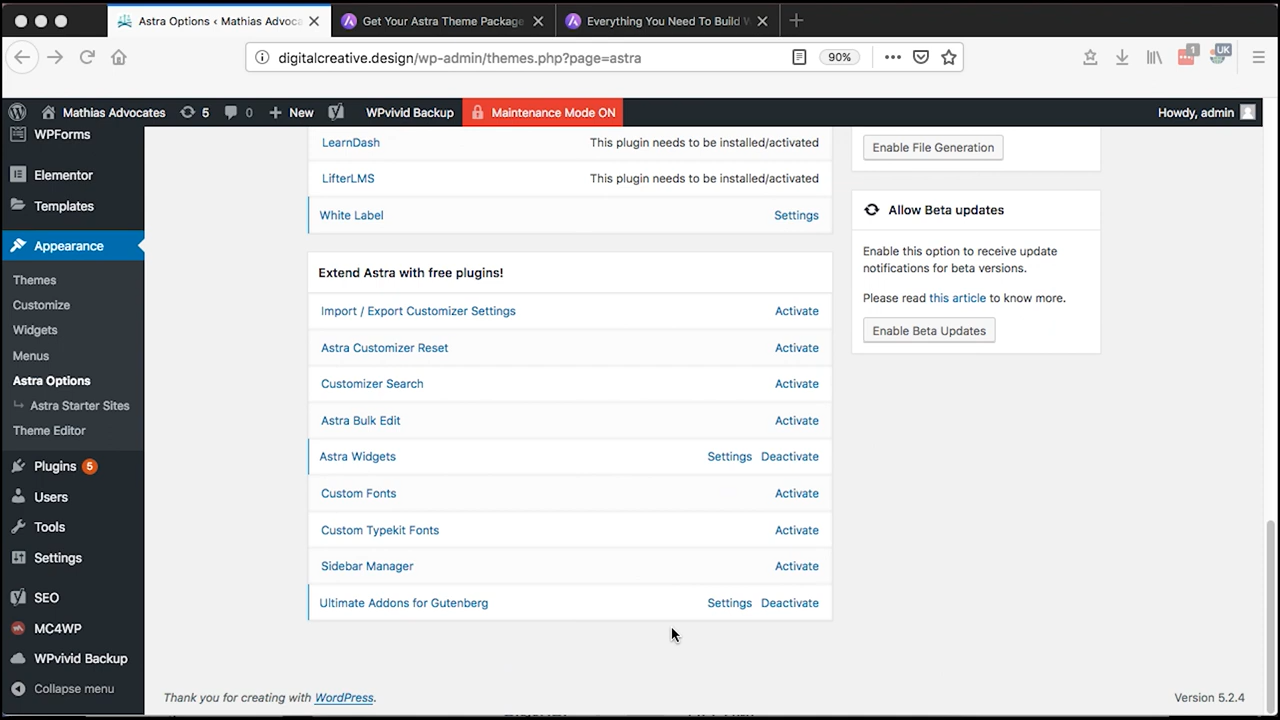 Astra Options ‹ Mathias Advoca
Get Your Astra Theme Package
Everything You Need To Build W
digitalcreative.design/wp-admin/themes.php?page=astra
90%
1
UK
Mathias Advocates
5
0
New
WPvivid Backup
Maintenance Mode ON
Howdy, admin
WPForms
Elementor
Templates
Appearance
Themes
Customize
Widgets
Menus
Astra Options
Astra Starter Sites
Theme Editor
Plugins 5
Users
Tools
Settings
SEO
MC4WP
WPvivid Backup
Collapse menu
LearnDash This plugin needs to be installed/activated
LifterLMS This plugin needs to be installed/activated
White Label Settings
Extend Astra with free plugins!
Import / Export Customizer Settings Activate
Astra Customizer Reset Activate
Customizer Search Activate
Astra Bulk Edit Activate
Astra Widgets Settings Deactivate
Custom Fonts Activate
Custom Typekit Fonts Activate
Sidebar Manager Activate
Ultimate Addons for Gutenberg Settings Deactivate
Enable File Generation
Allow Beta updates
Enable this option to receive update
notifications for beta versions.
Please read this article to know more.
Enable Beta Updates
Thank you for creating with WordPress.
Version 5.2.4